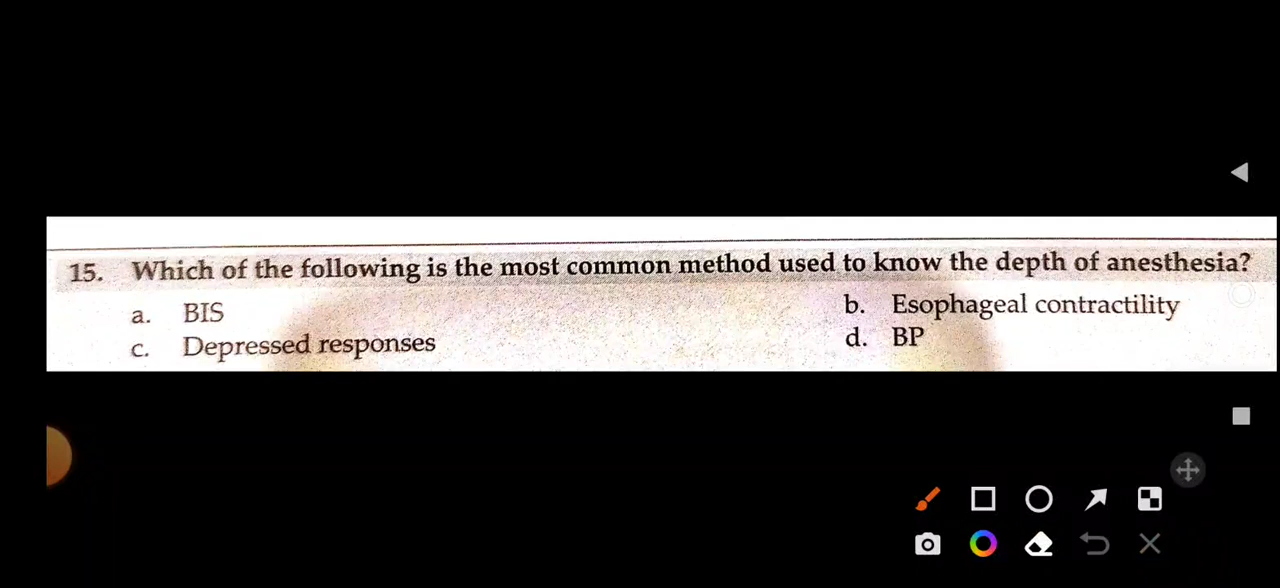 15. Which of the following is the most common method used to know the depth of anesthesia?
a. BIS
b. Esophageal contractility
c. Depressed responses
d. BP